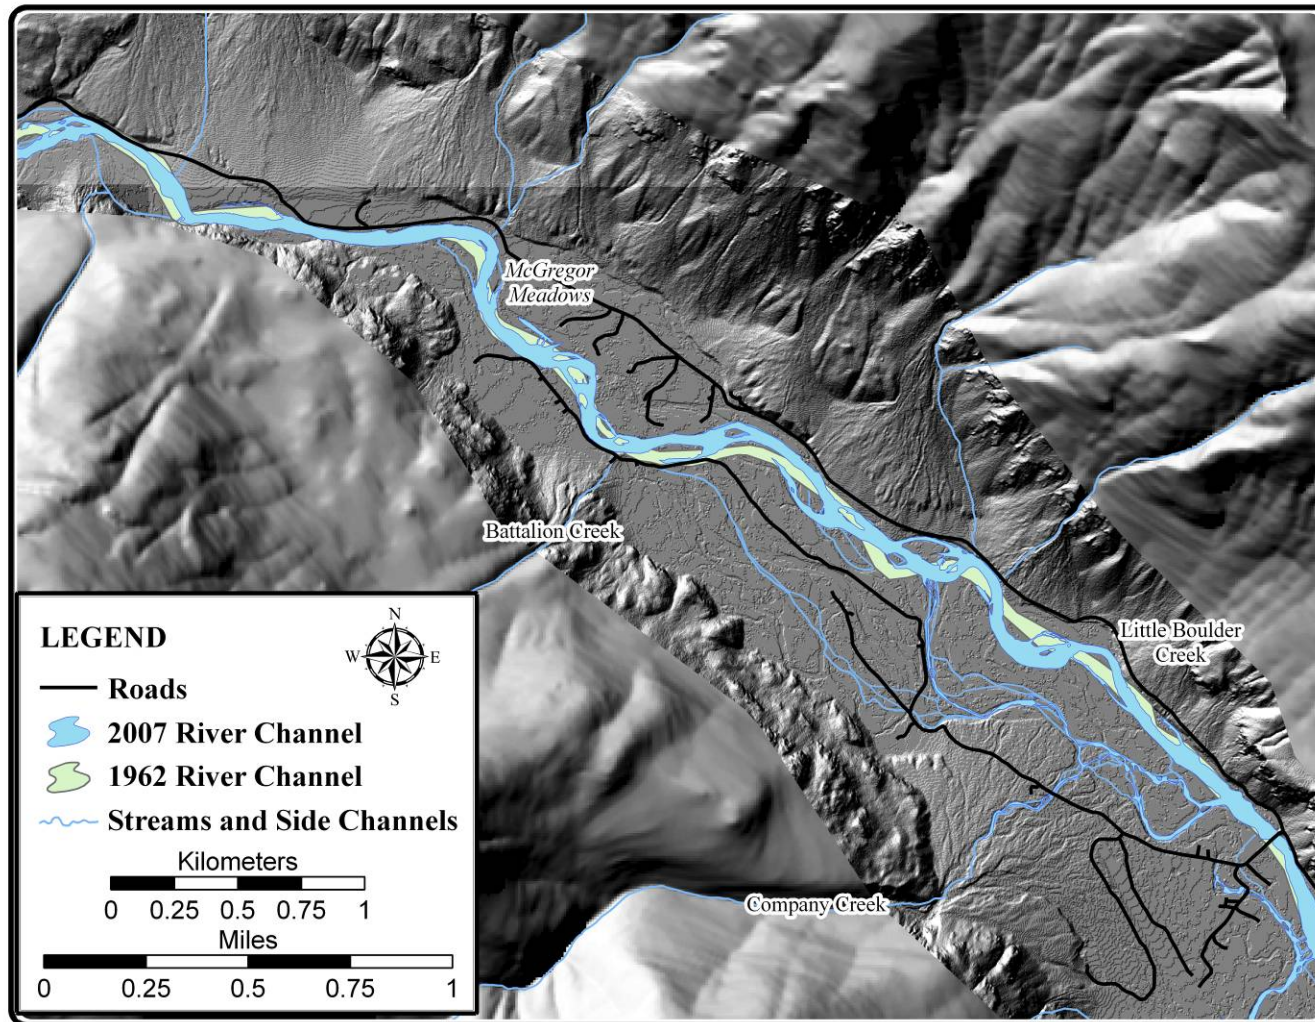 McGregor
Meadows
Battalion Creek
Little Boulder
Creek
Company Creek
LEGEND
N
W E
S
Roads
2007 River Channel
1962 River Channel
Streams and Side Channels
Kilometers
0 0.25 0.5 0.75 1
Miles
0 0.25 0.5 0.75 1